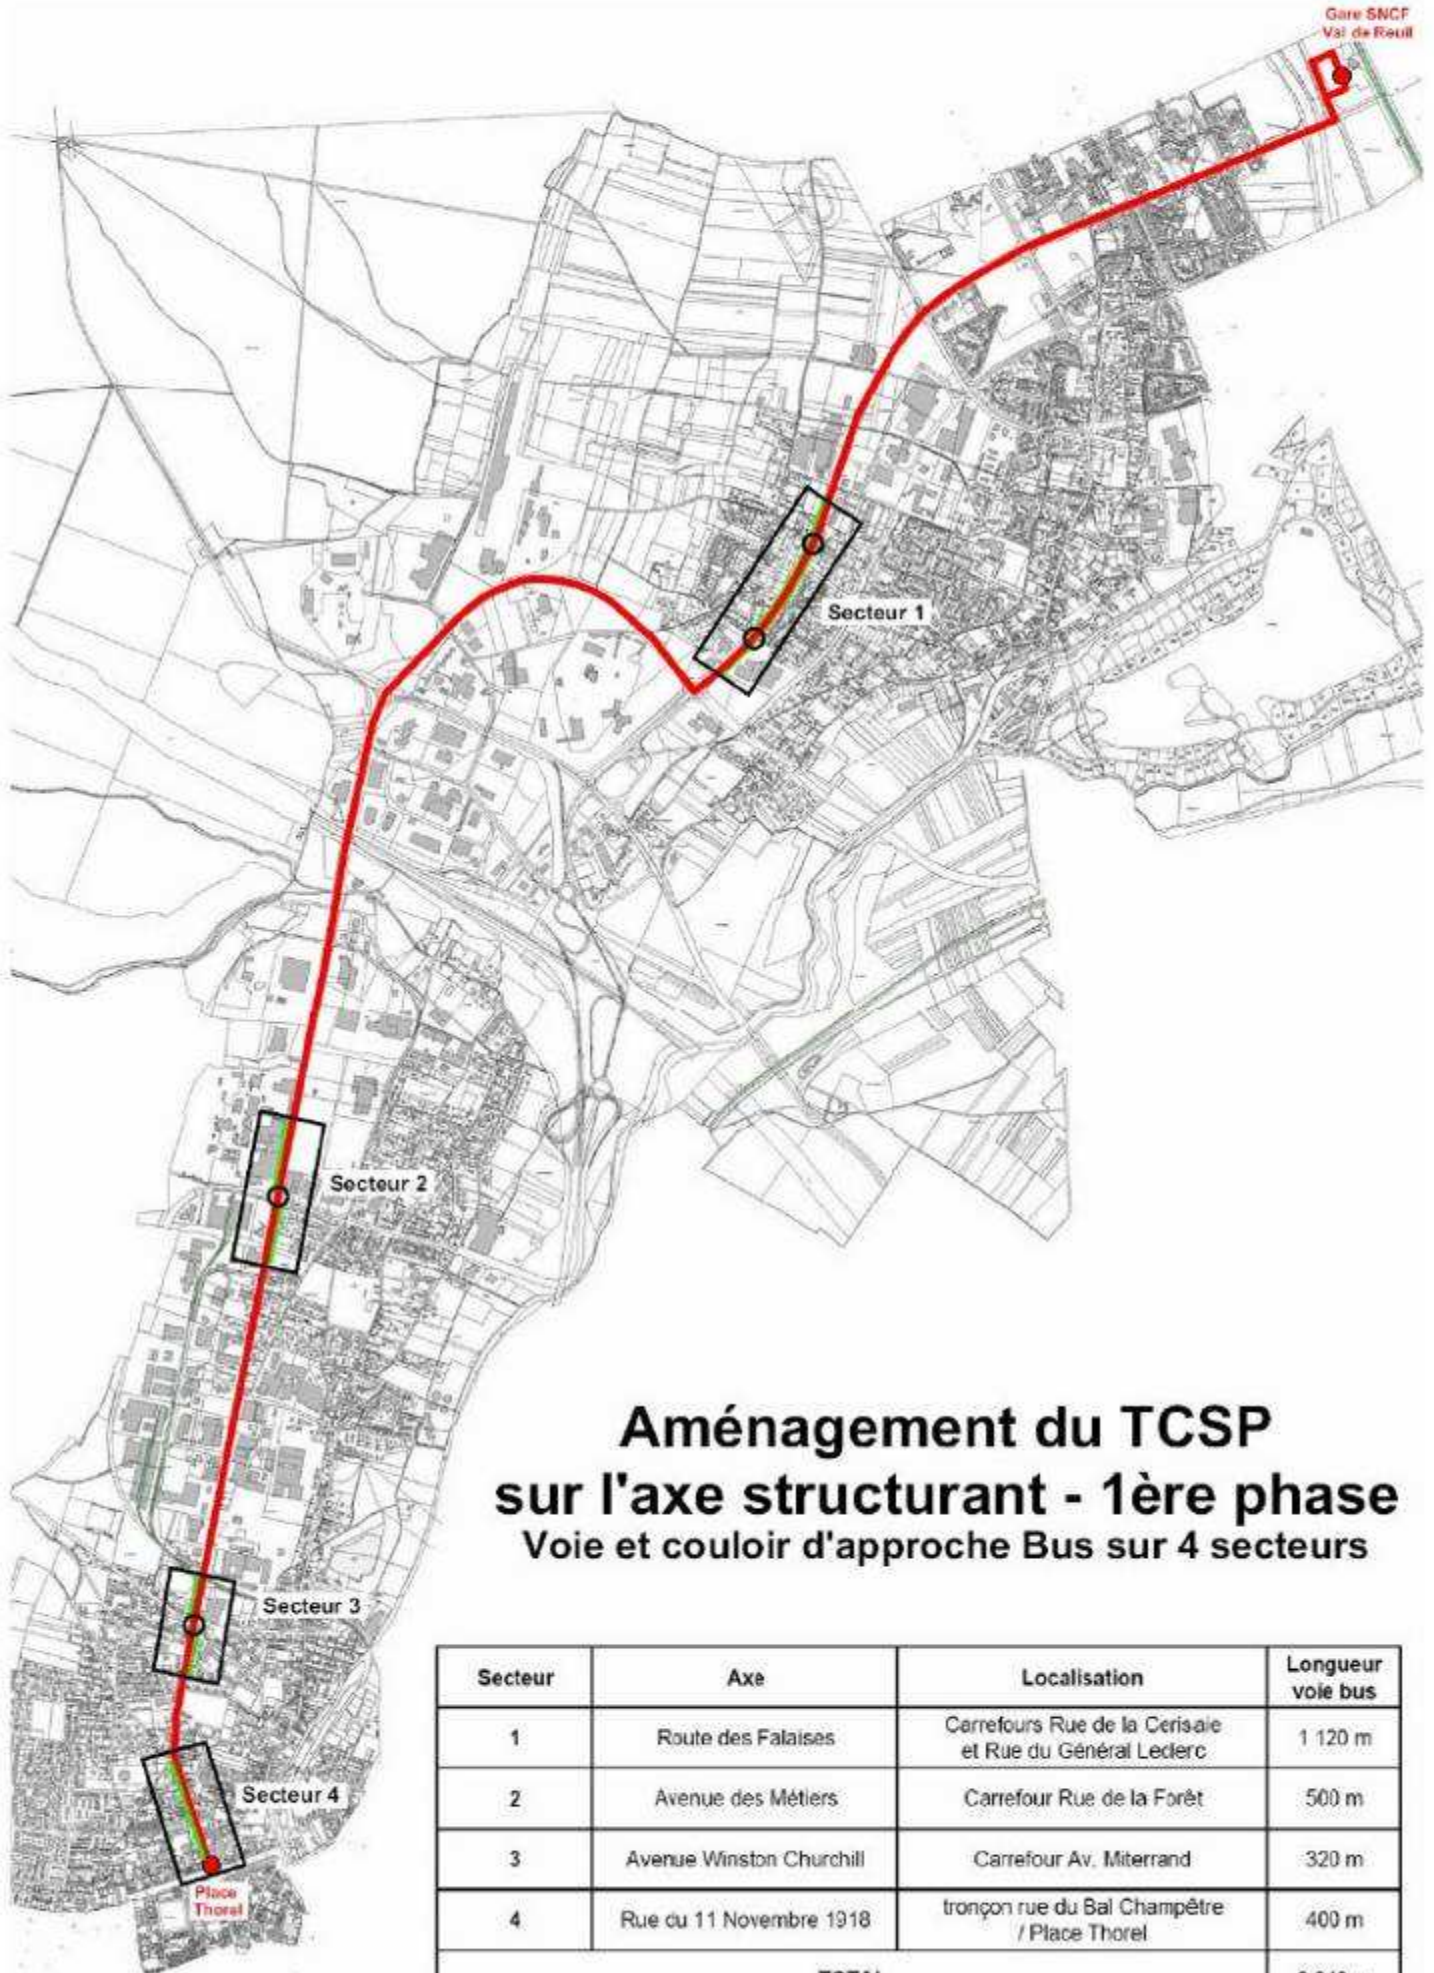 Gare SNCF
Val de Reuil
Secteur 1
Secteur 2
Aménagement du TCSP
sur l'axe structurant - 1ère phase
Voie et couloir d'approche Bus sur 4 secteurs
Secteur 3
Secteur 4
Place
Thorel
Secteur Axe Localisation Longueur voie bus
1 Route des Falaises Carrefours Rue de la Cerisaie et Rue du Général Leclerc 1 120 m
2 Avenue des Métiers Carrefour Rue de la Forêt 500 m
3 Avenue Winston Churchill Carrefour Av. Miterrand 320 m
4 Rue du 11 Novembre 1918 tronçon rue du Bal Champêtre / Place Thorel 400 m